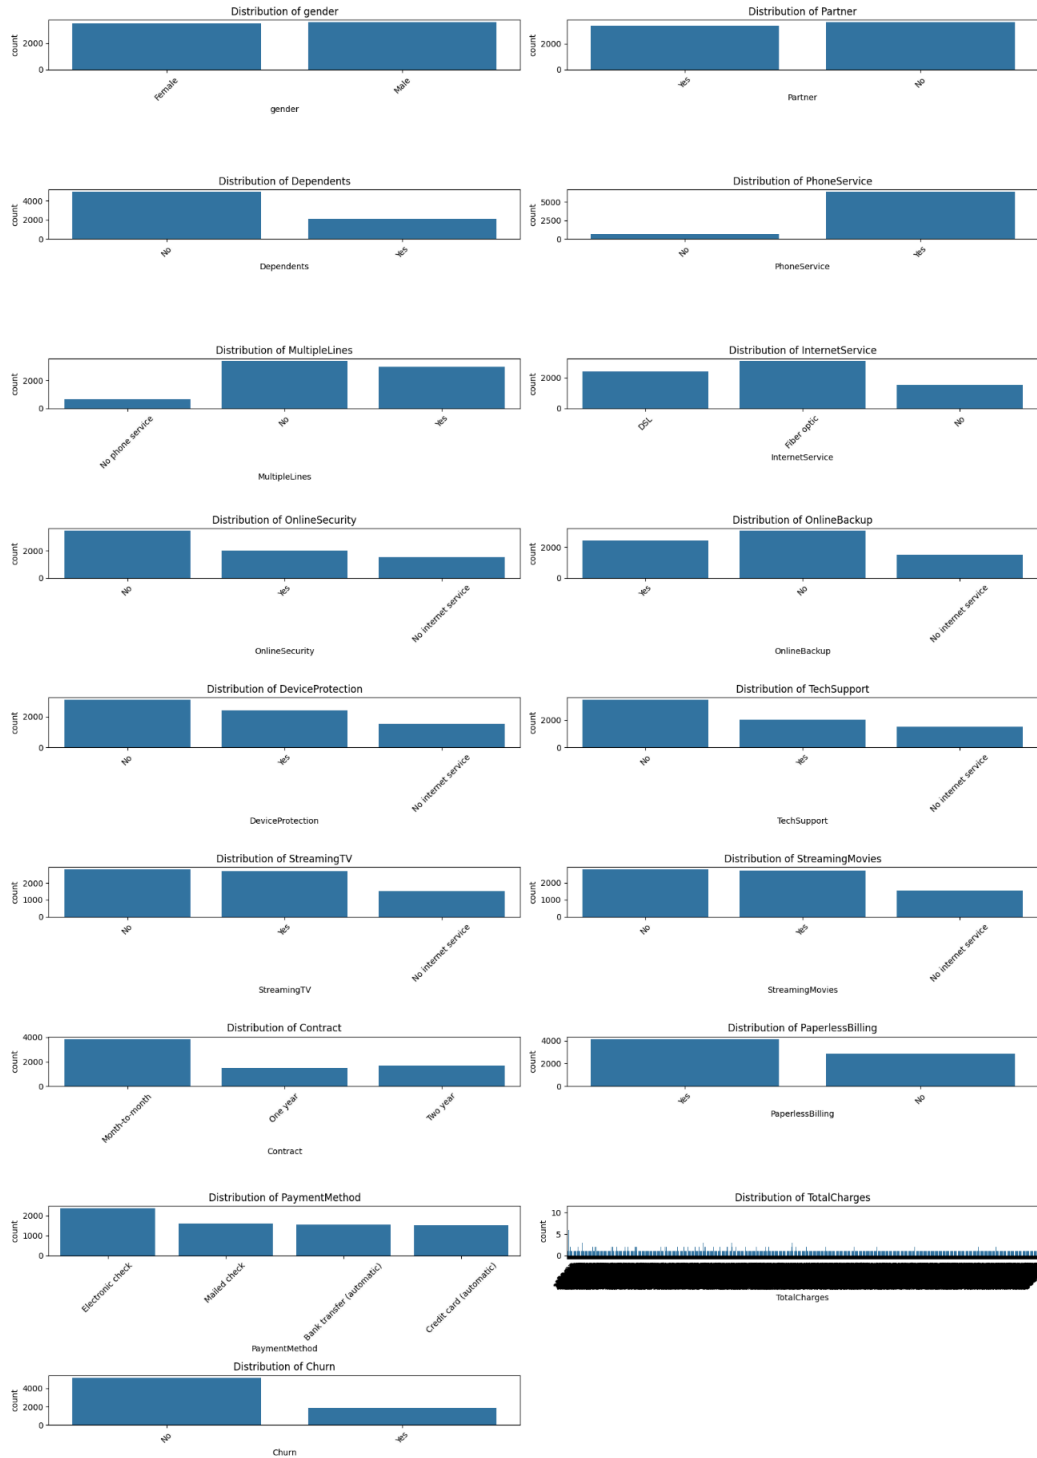 Distribution of gender
count
2000
0
Female
Male
gender
Distribution of Partner
count
2000
0
Yes
No
Partner
Distribution of Dependents
count
4000
2000
0
No
Yes
Dependents
Distribution of PhoneService
count
5000
2500
0
No
Yes
PhoneService
Distribution of MultipleLines
count
2000
0
No phone service
No
Yes
MultipleLines
Distribution of InternetService
count
2000
0
DSL
Fiber optic
No
InternetService
Distribution of OnlineSecurity
count
2000
0
No
Yes
No internet service
OnlineSecurity
Distribution of OnlineBackup
count
2000
0
Yes
No
No internet service
OnlineBackup
Distribution of DeviceProtection
count
2000
0
No
Yes
No internet service
DeviceProtection
Distribution of TechSupport
count
2000
0
No
Yes
No internet service
TechSupport
Distribution of StreamingTV
count
2000
1000
0
No
Yes
No internet service
StreamingTV
Distribution of StreamingMovies
count
2000
1000
0
No
Yes
No internet service
StreamingMovies
Distribution of Contract
count
4000
2000
0
Month-to-month
One year
Two year
Contract
Distribution of PaperlessBilling
count
4000
2000
0
Yes
No
PaperlessBilling
Distribution of PaymentMethod
count
2000
1000
0
Electronic check
Mailed check
Bank transfer (automatic)
Credit card (automatic)
PaymentMethod
Distribution of TotalCharges
count
10
5
0
TotalCharges
Distribution of Churn
count
4000
2000
0
No
Yes
Churn